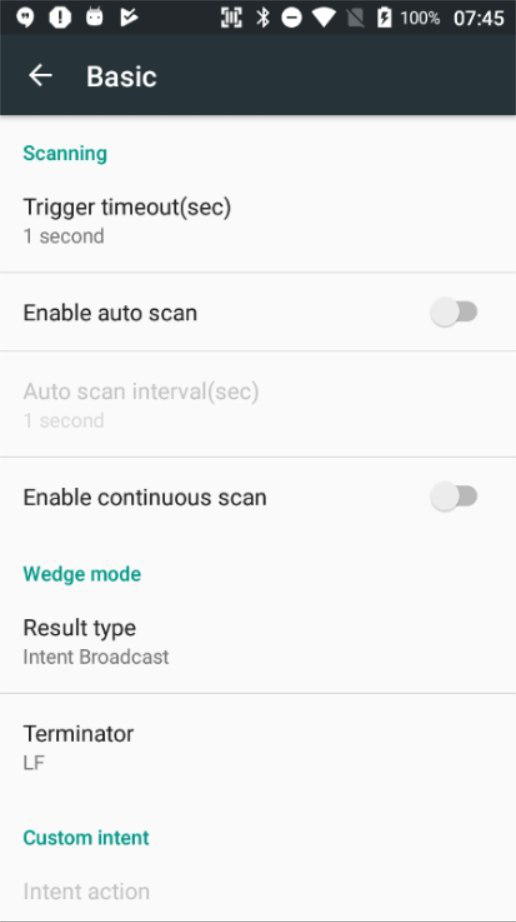 100% 07:45
Basic
Scanning
Trigger timeout(sec)
1 second
Enable auto scan
Auto scan interval(sec)
1 second
Enable continuous scan
Wedge mode
Result type
Intent Broadcast
Terminator
LF
Custom intent
Intent action